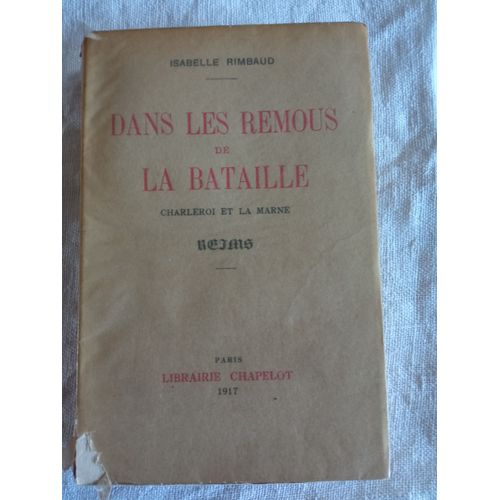 ISABELLE RIMBAUD
DANS LES REMOUS
DE
LA BATAILLE
CHARLEROI ET LA MARNE
REIMS
PARIS
LIBRAIRIE CHAPELOT
1917